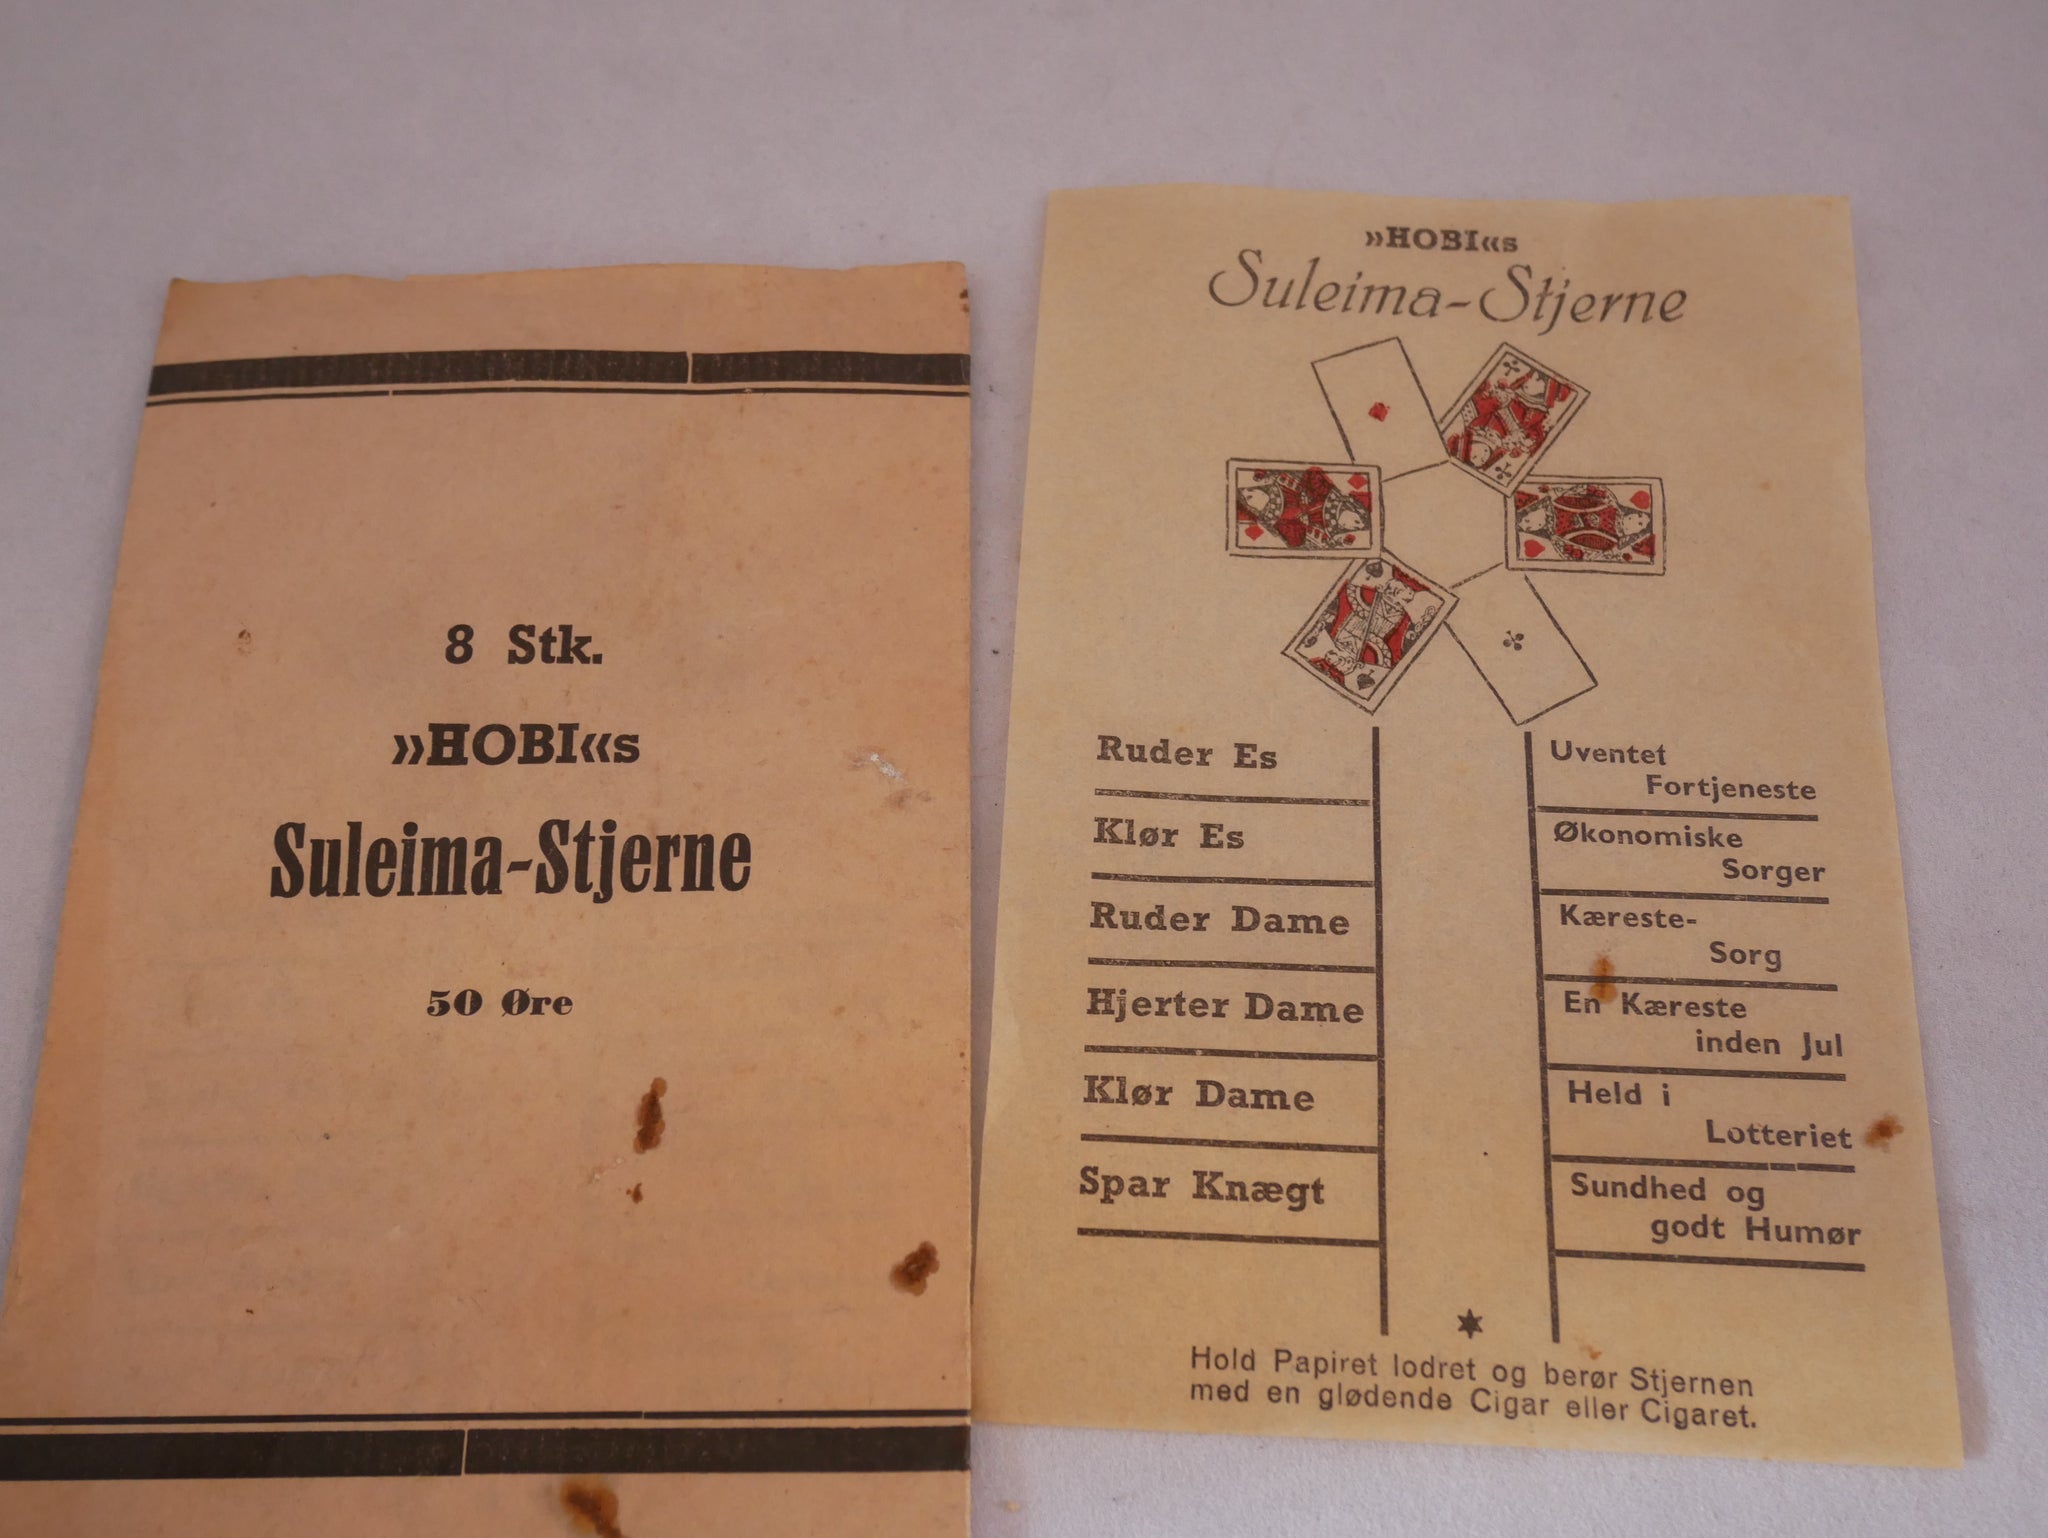 8 Stk.
»HOBI«s
Suleima-Stjerne
50 Øre
»HOBI«s
Suleima-Stjerne
Ruder Es
Uventet
Fortjeneste
Klør Es
Økonomiske
Sorger
Ruder Dame
Kæreste-
Sorg
Hjerter Dame
En Kæreste
inden Jul
Klør Dame
Held i
Lotteriet
Spar Knægt
Sundhed og
godt Humør
Hold Papiret lodret og berør Stjernen
med en glødende Cigar eller Cigaret.